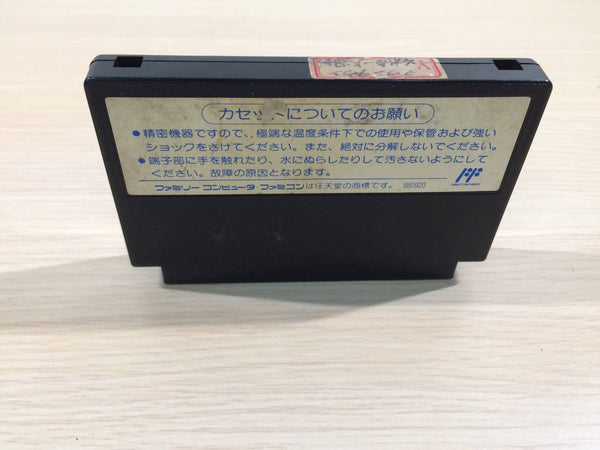 カセットについてのお願い
●精密機器ですので、極端な温度条件下での使用や保管および強い
ショックをさけてください。また、絶対に分解しないでください。
●端子部に手を触れたり、水にぬらしたりして汚さないようにして
ください。故障の原因となります。
ファミリー コンピュータ ファミコンは任天堂の商標です。 880920